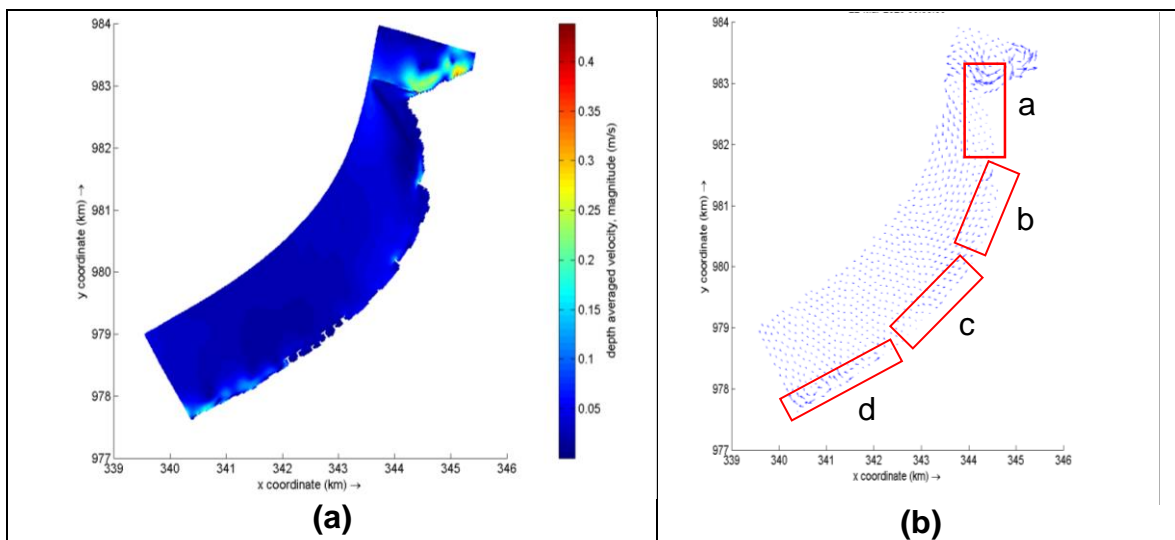 984
983
982
981
980
979
978
977
339 340 341 342 343 344 345 346
y coordinate (km) →
x coordinate (km) →
0.4
0.35
0.3
0.25
0.2
0.15
0.1
0.05
depth averaged velocity, magnitude (m/s)
(a)
984
983
982
981
980
979
978
977
339 340 341 342 343 344 345 346
y coordinate (km) →
x coordinate (km) →
a
b
c
d
(b)